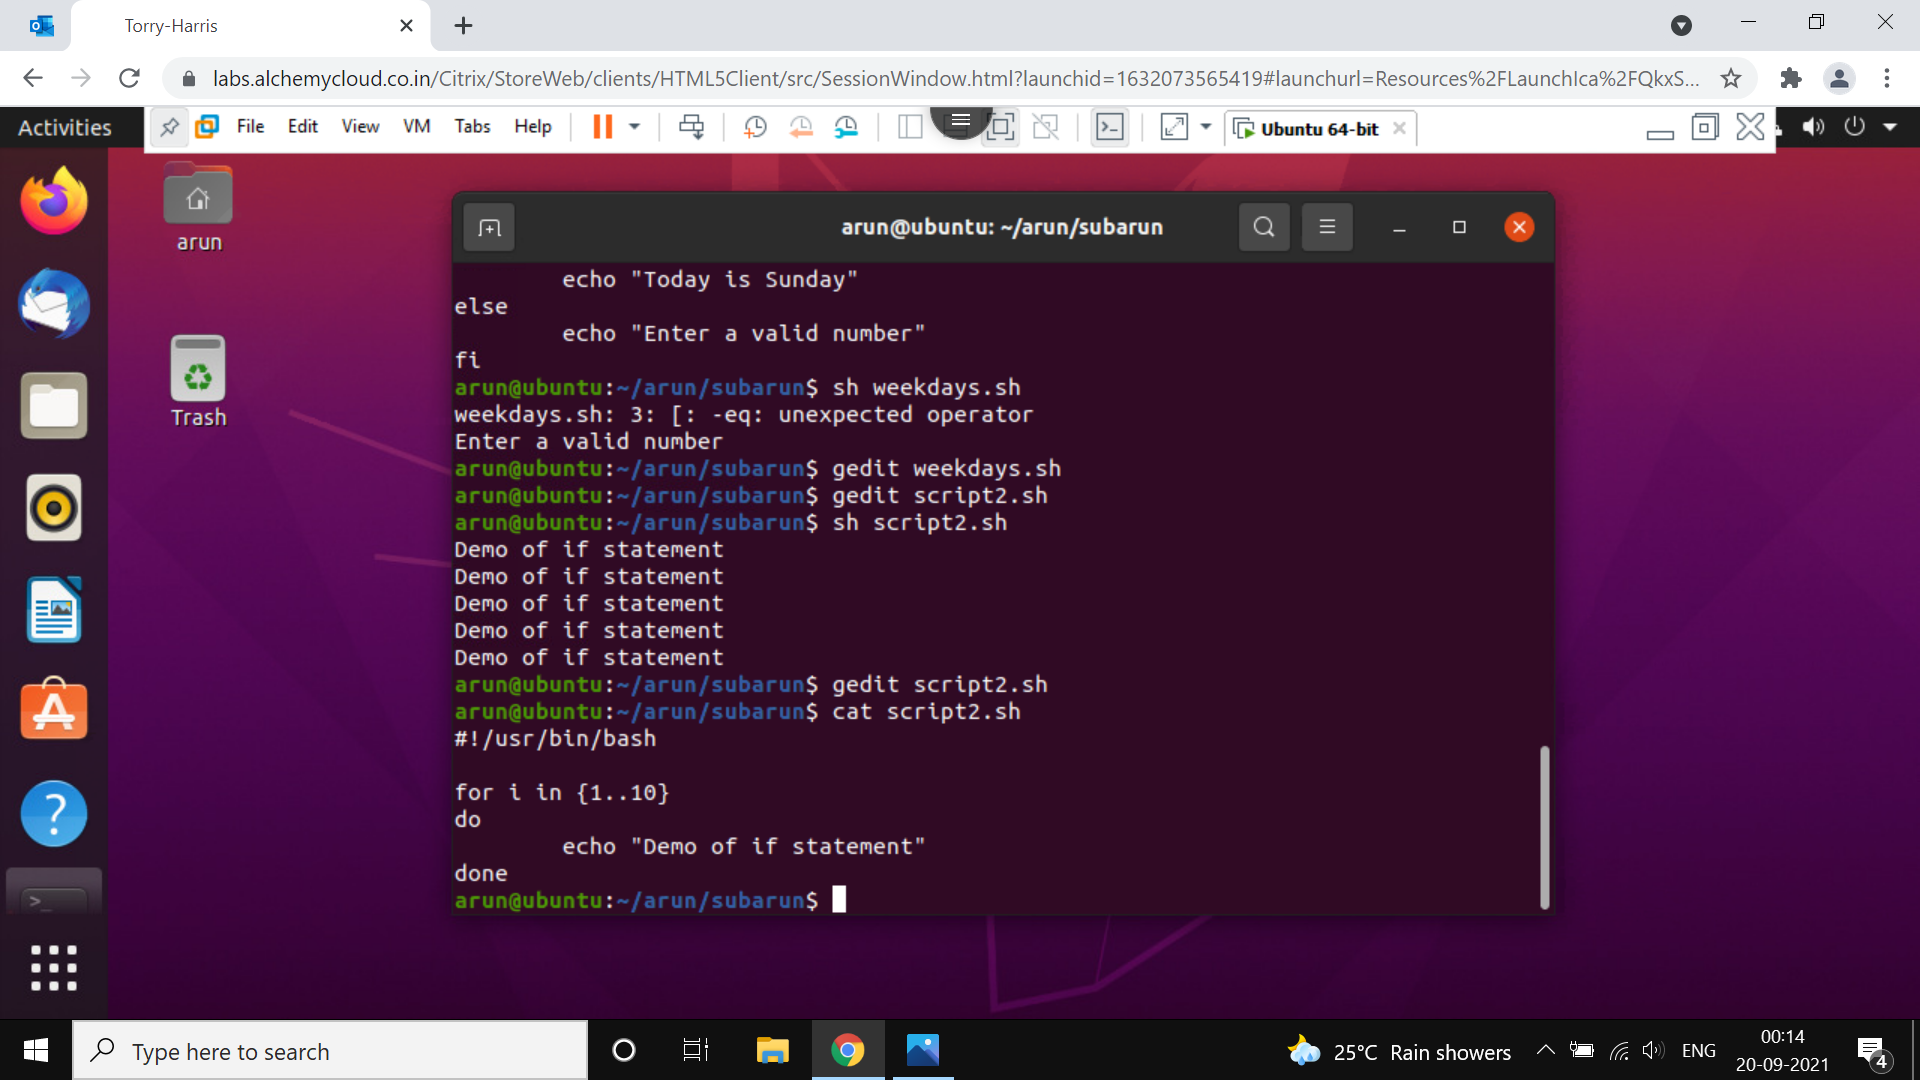 Torry-Harris
labs.alchemycloud.co.in/Citrix/StoreWeb/clients/HTML5Client/src/SessionWindow.html?launchid=1632073565419#launchurl=Resources%2FLaunchIca%2FQkxS...
Activities
File Edit View VM Tabs Help
Ubuntu 64-bit
arun
Trash
arun@ubuntu: ~/arun/subarun
echo "Today is Sunday"
else
echo "Enter a valid number"
fi
arun@ubuntu:~/arun/subarun$ sh weekdays.sh
weekdays.sh: 3: [: -eq: unexpected operator
Enter a valid number
arun@ubuntu:~/arun/subarun$ gedit weekdays.sh
arun@ubuntu:~/arun/subarun$ gedit script2.sh
arun@ubuntu:~/arun/subarun$ sh script2.sh
Demo of if statement
Demo of if statement
Demo of if statement
Demo of if statement
Demo of if statement
arun@ubuntu:~/arun/subarun$ gedit script2.sh
arun@ubuntu:~/arun/subarun$ cat script2.sh
#!/usr/bin/bash
for i in {1..10}
do
echo "Demo of if statement"
done
arun@ubuntu:~/arun/subarun$
Type here to search
25°C Rain showers
ENG
00:14
20-09-2021
4